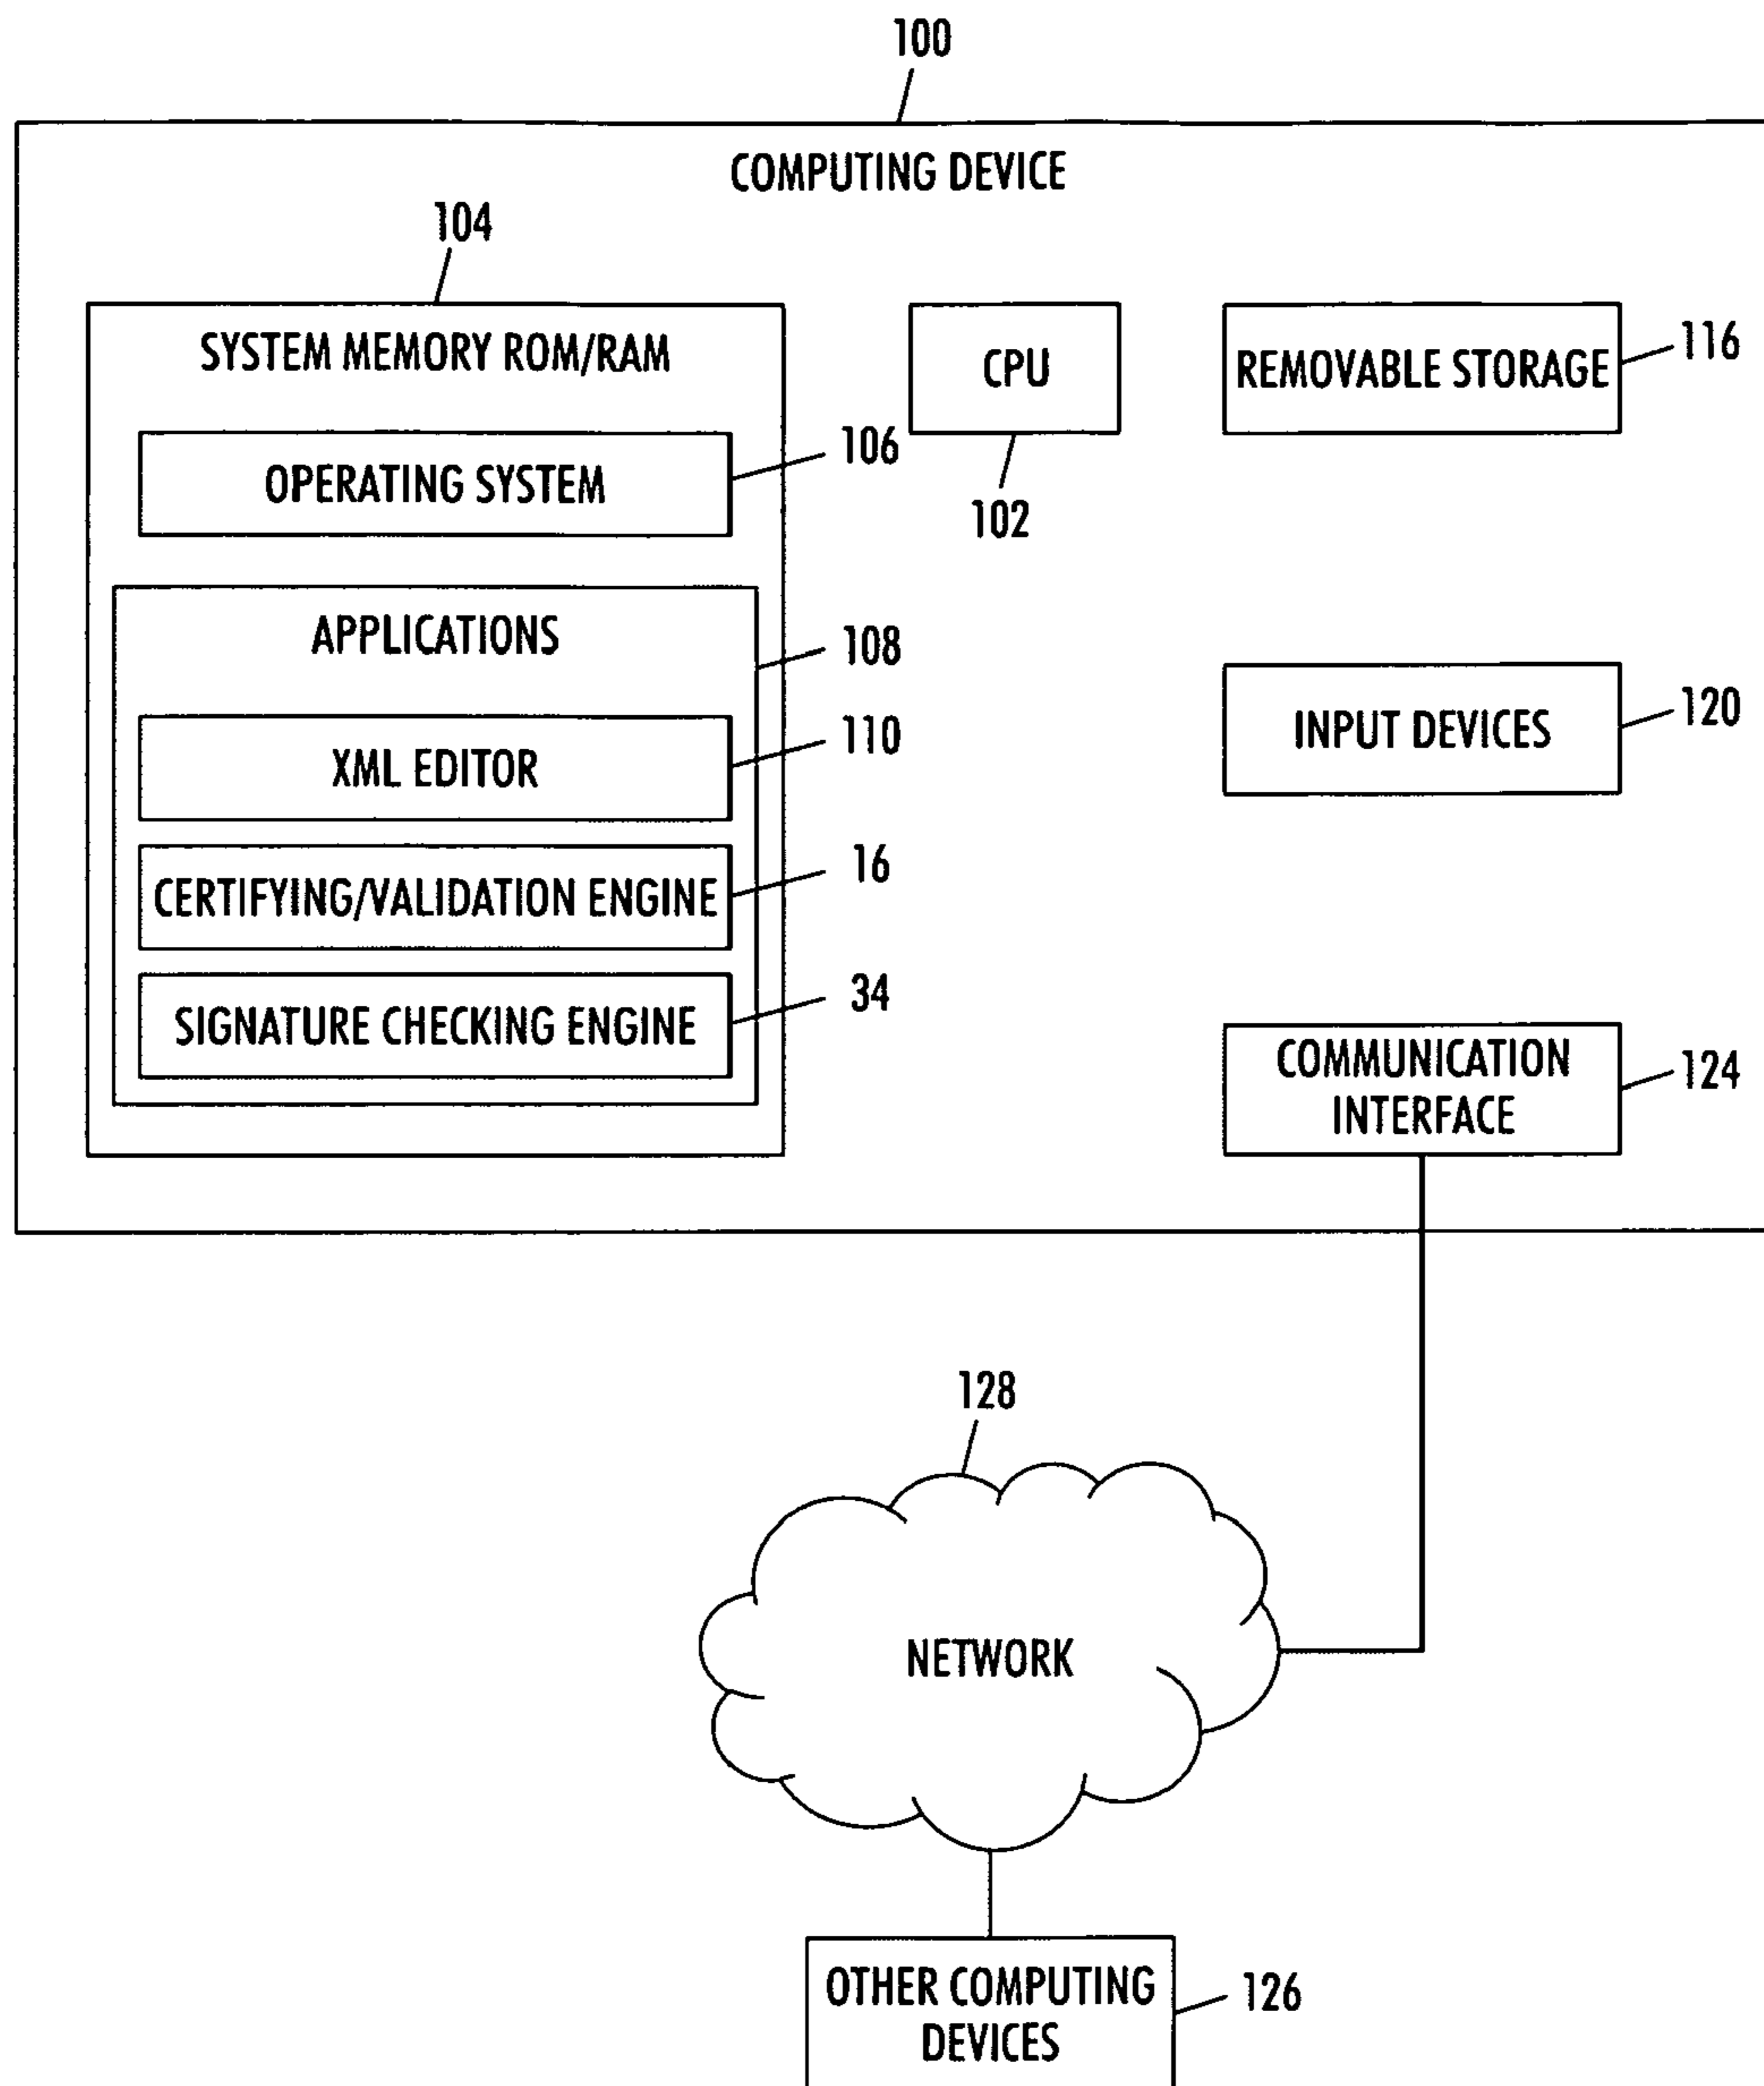 100
COMPUTING DEVICE
104
SYSTEM MEMORY ROM/RAM
CPU
REMOVABLE STORAGE
116
106
OPERATING SYSTEM
102
APPLICATIONS
108
INPUT DEVICES
120
XML EDITOR
110
CERTIFYING/VALIDATION ENGINE
16
SIGNATURE CHECKING ENGINE
34
COMMUNICATION
INTERFACE
124
128
NETWORK
OTHER COMPUTING
DEVICES
126